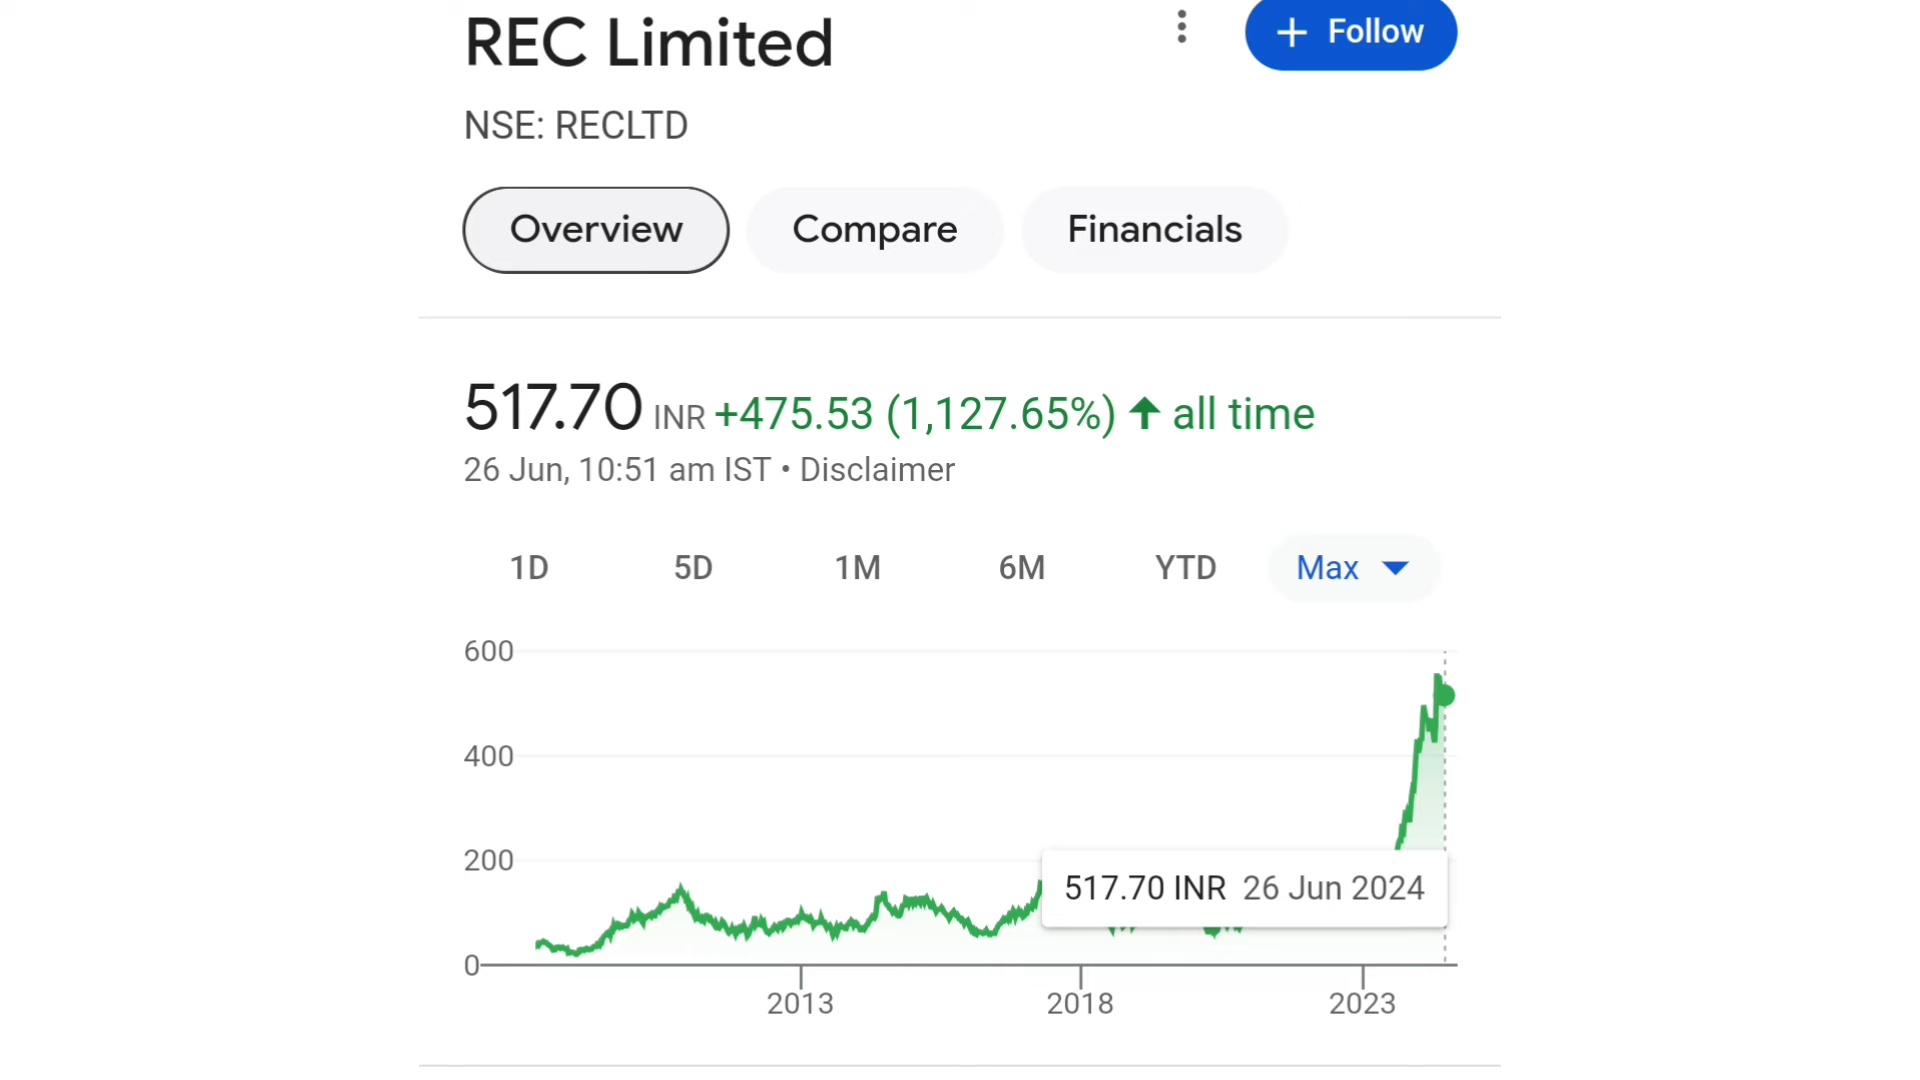 REC Limited
+ Follow
NSE: RECLTD
Overview Compare Financials
517.70 INR +475.53 (1,127.65%) ↑ all time
26 Jun, 10:51 am IST • Disclaimer
1D 5D 1M 6M YTD Max
600
400
200
517.70 INR 26 Jun 2024
0
2013 2018 2023